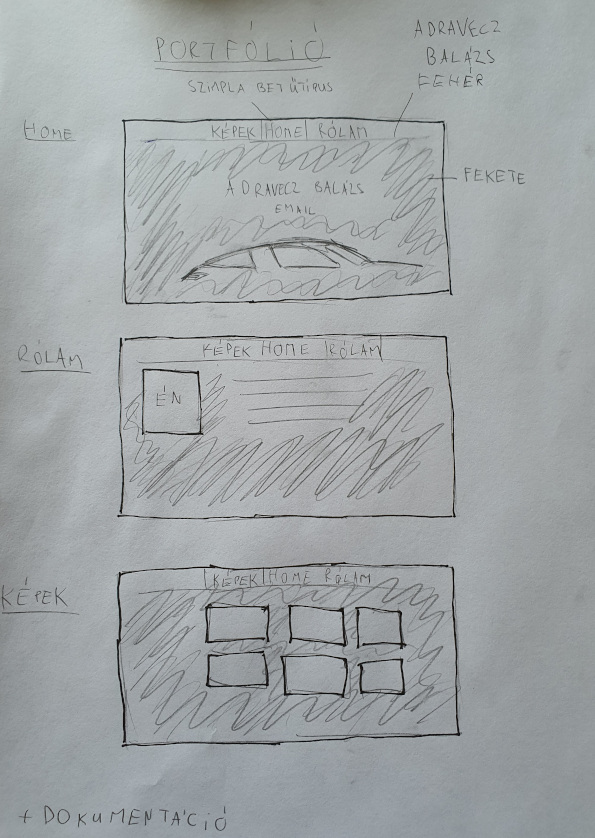 PORTFÓLIÓ
SZIMPLA BETŰTÍPUS
ADRAVECZ
BALÁZS
FEHÉR
HOME
KÉPEK HOME RÓLAM
ADRAVECZ BALÁZS
EMAIL
FEKETE
RÓLAM
KÉPEK HOME RÓLAM
ÉN
KÉPEK
KÉPEK HOME RÓLAM
+ DOKUMENTÁCIÓ